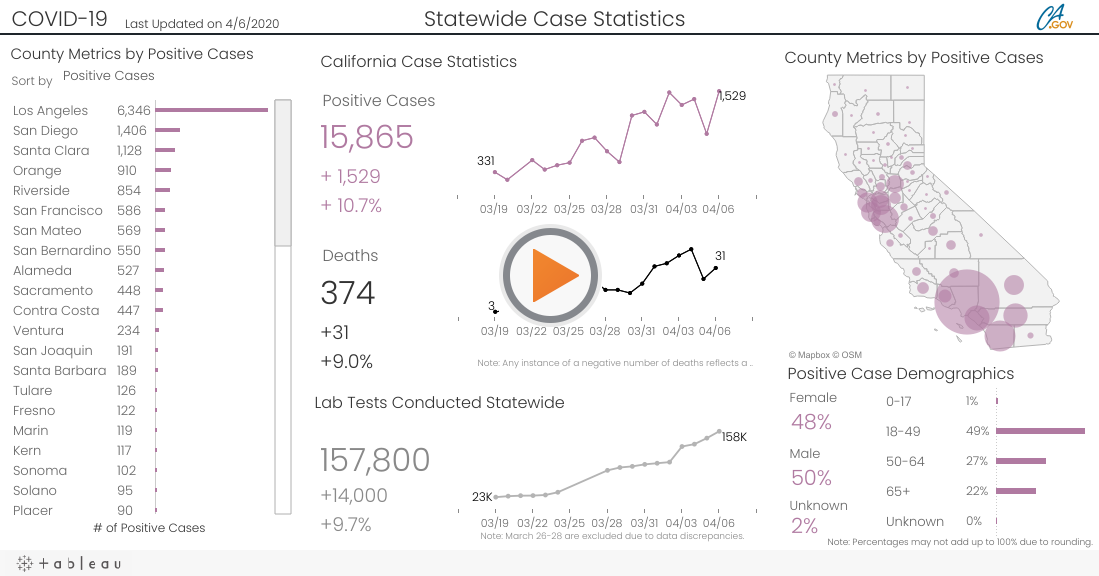 COVID-19 Last Updated on 4/6/2020
Statewide Case Statistics
CA.GOV
County Metrics by Positive Cases
Sort by Positive Cases
Los Angeles 6,346
San Diego 1,406
Santa Clara 1,128
Orange 910
Riverside 854
San Francisco 586
San Mateo 569
San Bernardino 550
Alameda 527
Sacramento 448
Contra Costa 447
Ventura 234
San Joaquin 191
Santa Barbara 189
Tulare 126
Fresno 122
Marin 119
Kern 117
Sonoma 102
Solano 95
Placer 90
# of Positive Cases
California Case Statistics
Positive Cases
15,865
+ 1,529
+ 10.7%
331
1,529
03/19 03/22 03/25 03/28 03/31 04/03 04/06
Deaths
374
+31
+9.0%
3
31
03/19 03/22 03/25 03/28 03/31 04/03 04/06
Note: Any instance of a negative number of deaths reflects a ..
Lab Tests Conducted Statewide
157,800
+14,000
+9.7%
23K
158K
03/19 03/22 03/25 03/28 03/31 04/03 04/06
Note: March 26-28 are excluded due to data discrepancies.
County Metrics by Positive Cases
© Mapbox © OSM
Positive Case Demographics
Female
48%
Male
50%
Unknown
2%
0-17 1%
18-49 49%
50-64 27%
65+ 22%
Unknown 0%
Note: Percentages may not add up to 100% due to rounding.
+ableau